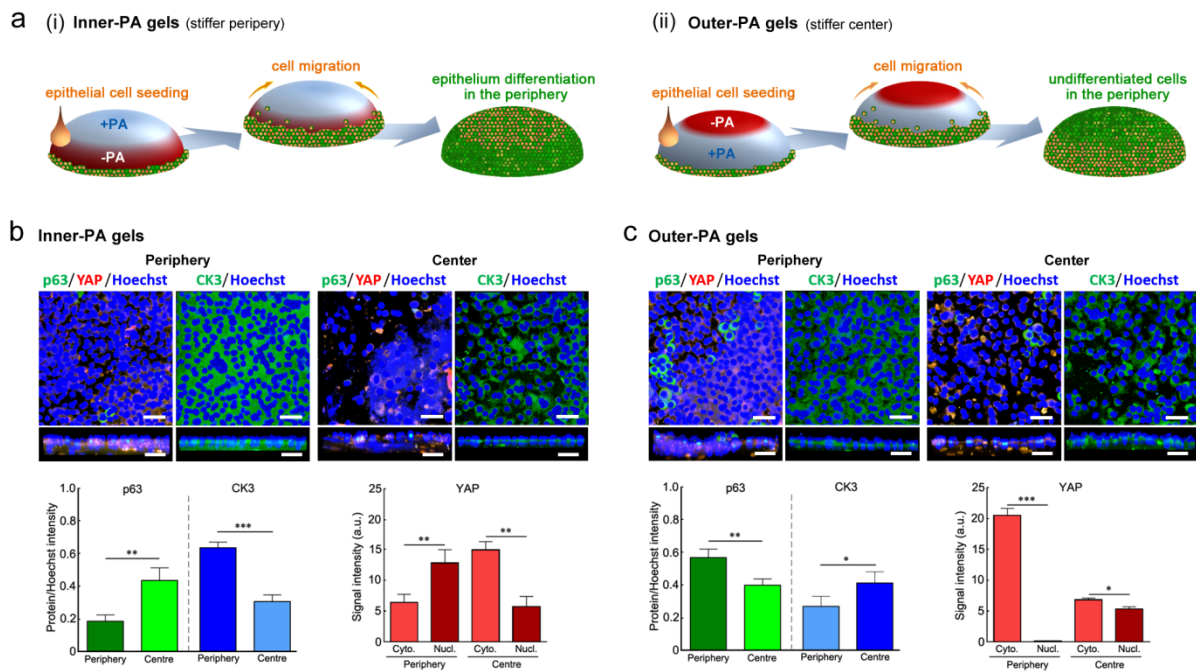 a
(i) Inner-PA gels (stiffer peripery)
epithelial cell seeding
+PA
-PA
cell migration
epithelium differentiation
in the periphery
(ii) Outer-PA gels (stiffer center)
epithelial cell seeding
-PA
+PA
cell migration
undifferentiated cells
in the periphery
b Inner-PA gels
Periphery
Center
p63/YAP/Hoechst
CK3/Hoechst
p63/YAP/Hoechst
CK3/Hoechst
p63
CK3
Protein/Hoechst intensity
1.0
0.8
0.6
0.4
0.2
0
**
***
Periphery
Centre
Periphery
Centre
YAP
Signal intensity (a.u.)
25
20
15
10
5
0
**
**
Cyto.
Nucl.
Cyto.
Nucl.
Periphery
Centre
c Outer-PA gels
Periphery
Center
p63/YAP/Hoechst
CK3/Hoechst
p63/YAP/Hoechst
CK3/Hoechst
p63
CK3
Protein/Hoechst intensity
1.0
0.8
0.6
0.4
0.2
0
**
*
Periphery
Centre
Periphery
Centre
YAP
Signal intensity (a.u.)
25
20
15
10
5
0
***
*
Cyto.
Nucl.
Cyto.
Nucl.
Periphery
Centre